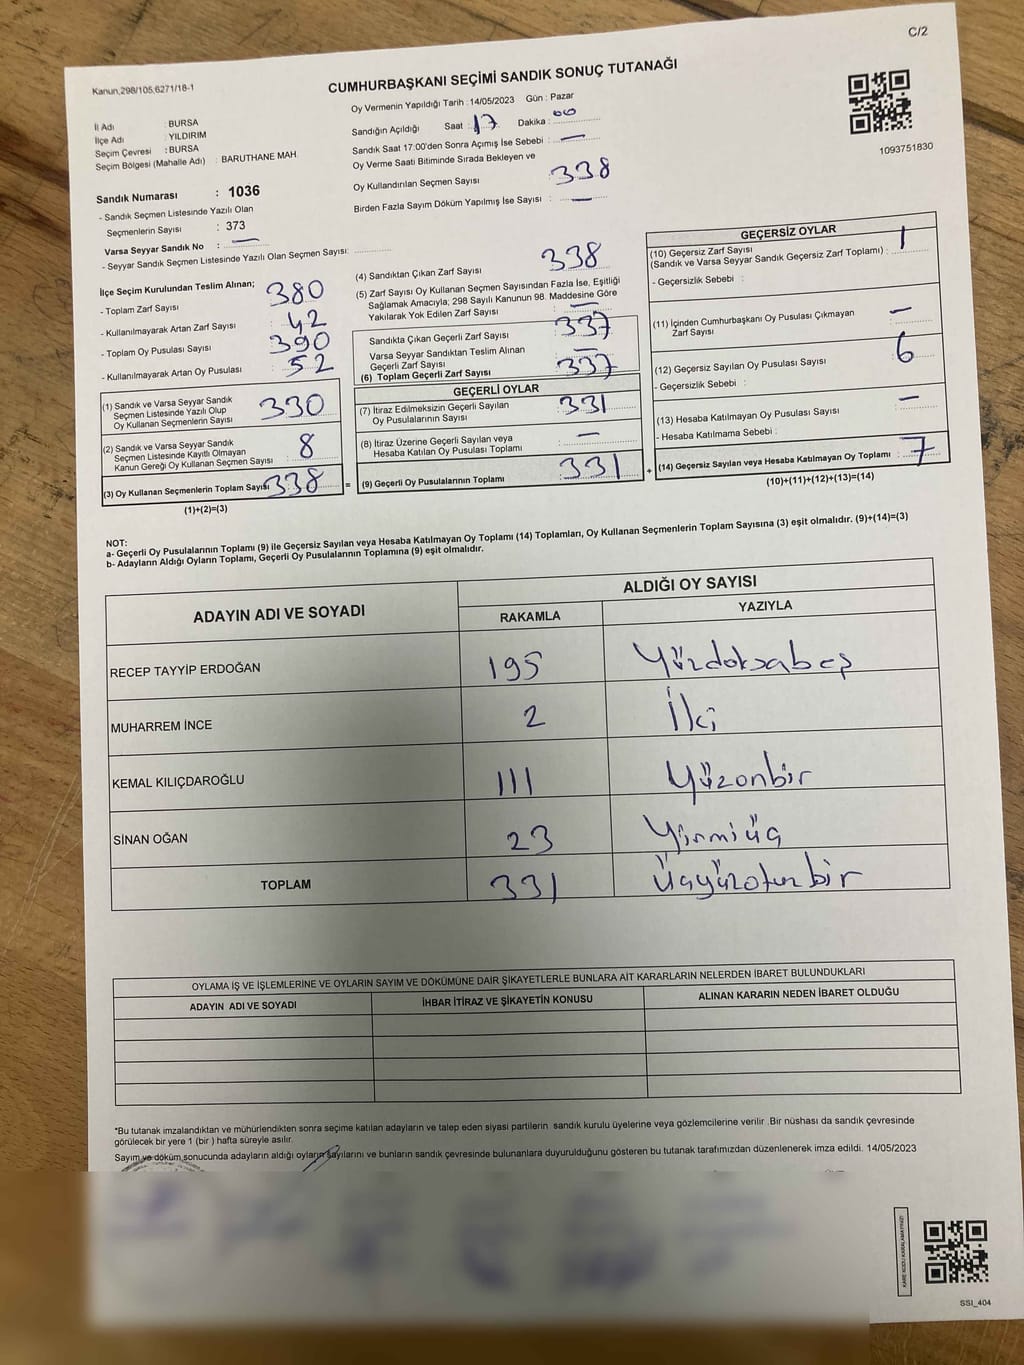 C/2
Kanun,298/105,6271/18-1
CUMHURBAŞKANI SEÇİMİ SANDIK SONUÇ TUTANAĞI
İl Adı : BURSA
İlçe Adı : YILDIRIM
Seçim Çevresi : BURSA
Seçim Bölgesi (Mahalle Adı) : BARUTHANE MAH.
Oy Vermenin Yapıldığı Tarih : 14/05/2023 Gün : Pazar
Sandığın Açıldığı Saat : 17 Dakika : 00
Sandık Saat 17:00'den Sonra Açımış İse Sebebi : —
Oy Verme Saati Bitiminde Sırada Bekleyen ve
Oy Kullandırılan Seçmen Sayısı : 338
Birden Fazla Sayım Döküm Yapılmış İse Sayısı : —
1093751830
Sandık Numarası : 1036
- Sandık Seçmen Listesinde Yazılı Olan
Seçmenlerin Sayısı : 373
Varsa Seyyar Sandık No : —
- Seyyar Sandık Seçmen Listesinde Yazılı Olan Seçmen Sayısı:
İlçe Seçim Kurulundan Teslim Alınan;
- Toplam Zarf Sayısı : 380
- Kullanılmayarak Artan Zarf Sayısı : 42
- Toplam Oy Pusulası Sayısı : 390
- Kullanılmayarak Artan Oy Pusulası : 52
(1) Sandık ve Varsa Seyyar Sandık
Seçmen Listesinde Yazılı Olup
Oy Kullanan Seçmenlerin Sayısı : 330
(2) Sandık ve Varsa Seyyar Sandık
Seçmen Listesinde Kayıtlı Olmayan
Kanun Gereği Oy Kullanan Seçmen Sayısı : 8
(3) Oy Kullanan Seçmenlerin Toplam Sayısı 338
(1)+(2)=(3)
(4) Sandıktan Çıkan Zarf Sayısı : 338
(5) Zarf Sayısı Oy Kullanan Seçmen Sayısından Fazla İse, Eşitliği
Sağlamak Amacıyla; 298 Sayılı Kanunun 98. Maddesine Göre
Yakılarak Yok Edilen Zarf Sayısı : —
Sandıkta Çıkan Geçerli Zarf Sayısı : 337
Varsa Seyyar Sandıktan Teslim Alınan
Geçerli Zarf Sayısı : —
(6) Toplam Geçerli Zarf Sayısı : 337
=
GEÇERLİ OYLAR
(7) İtiraz Edilmeksizin Geçerli Sayılan
Oy Pusulalarının Sayısı : 331
(8) İtiraz Üzerine Geçerli Sayılan veya
Hesaba Katılan Oy Pusulası Toplamı : —
(9) Geçerli Oy Pusulalarının Toplamı : 331
+
GEÇERSİZ OYLAR
(10) Geçersiz Zarf Sayısı
(Sandık ve Varsa Seyyar Sandık Geçersiz Zarf Toplamı) : 1
- Geçersizlik Sebebi :
(11) İçinden Cumhurbaşkanı Oy Pusulası Çıkmayan
Zarf Sayısı : —
(12) Geçersiz Sayılan Oy Pusulası Sayısı : 6
- Geçersizlik Sebebi :
(13) Hesaba Katılmayan Oy Pusulası Sayısı : —
- Hesaba Katılmama Sebebi :
(14) Geçersiz Sayılan veya Hesaba Katılmayan Oy Toplamı : 7
(10)+(11)+(12)+(13)=(14)
NOT:
a- Geçerli Oy Pusulalarının Toplamı (9) ile Geçersiz Sayılan veya Hesaba Katılmayan Oy Toplamı (14) Toplamları, Oy Kullanan Seçmenlerin Toplam Sayısına (3) eşit olmalıdır. (9)+(14)=(3)
b- Adayların Aldığı Oyların Toplamı, Geçerli Oy Pusulalarının Toplamına (9) eşit olmalıdır.
ADAYIN ADI VE SOYADI ALDIĞI OY SAYISI
RAKAMLA YAZIYLA
RECEP TAYYİP ERDOĞAN 195 Yüzdoksabeş
MUHARREM İNCE 2 İki
KEMAL KILIÇDAROĞLU 111 Yüzonbir
SİNAN OĞAN 23 Yirmiüç
TOPLAM 331 Üçyüzotuzbir
OYLAMA İŞ VE İŞLEMLERİNE VE OYLARIN SAYIM VE DÖKÜMÜNE DAİR ŞİKAYETLERLE BUNLARA AİT KARARLARIN NELERDEN İBARET BULUNDUKLARI
ADAYIN ADI VE SOYADI İHBAR İTİRAZ VE ŞİKAYETİN KONUSU ALINAN KARARIN NEDEN İBARET OLDUĞU
*Bu tutanak imzalandıktan ve mühürlendikten sonra seçime katılan adayların ve talep eden siyasi partilerin sandık kurulu üyelerine veya gözlemcilerine verilir .Bir nüshası da sandık çevresinde
görülecek bir yere 1 (bir ) hafta süreyle asılır.
Sayım ve döküm sonucunda adayların aldığı oyların sayılarını ve bunların sandık çevresinde bulunanlara duyurulduğunu gösteren bu tutanak tarafımızdan düzenlenerek imza edildi. 14/05/2023
KARE KODU KARALAMAYINIZ!
SSI_404